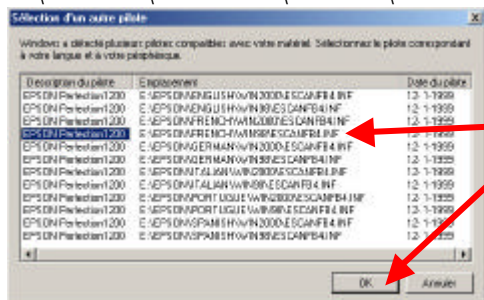 Sélection d'un autre pilote
Windows a détecté plusieurs pilotes compatibles avec votre matériel. Sélectionnez le pilote correspondant
à votre langue et à votre périphérique.
Description du pilote Emplacement Date du pilote
EPSON Perfection1200 E:\EPSON\ENGLISH\WIN2000\ESCANFB4.INF 12- 1-1999
EPSON Perfection1200 E:\EPSON\ENGLISH\WIN98\ESCANFB4.INF 12- 1-1999
EPSON Perfection1200 E:\EPSON\FRENCH\WIN2000\ESCANFB4.INF 12- 1-1999
EPSON Perfection1200 E:\EPSON\FRENCH\WIN98\ESCANFB4.INF 12- 1-1999
EPSON Perfection1200 E:\EPSON\GERMAN\WIN2000\ESCANFB4.INF 12- 1-1999
EPSON Perfection1200 E:\EPSON\GERMAN\WIN98\ESCANFB4.INF 12- 1-1999
EPSON Perfection1200 E:\EPSON\ITALIAN\WIN2000\ESCANFB4.INF 12- 1-1999
EPSON Perfection1200 E:\EPSON\ITALIAN\WIN98\ESCANFB4.INF 12- 1-1999
EPSON Perfection1200 E:\EPSON\PORTUGUE\WIN2000\ESCANFB4.INF 12- 1-1999
EPSON Perfection1200 E:\EPSON\PORTUGUE\WIN98\ESCANFB4.INF 12- 1-1999
EPSON Perfection1200 E:\EPSON\SPANISH\WIN2000\ESCANFB4.INF 12- 1-1999
EPSON Perfection1200 E:\EPSON\SPANISH\WIN98\ESCANFB4.INF 12- 1-1999
OK Annuler